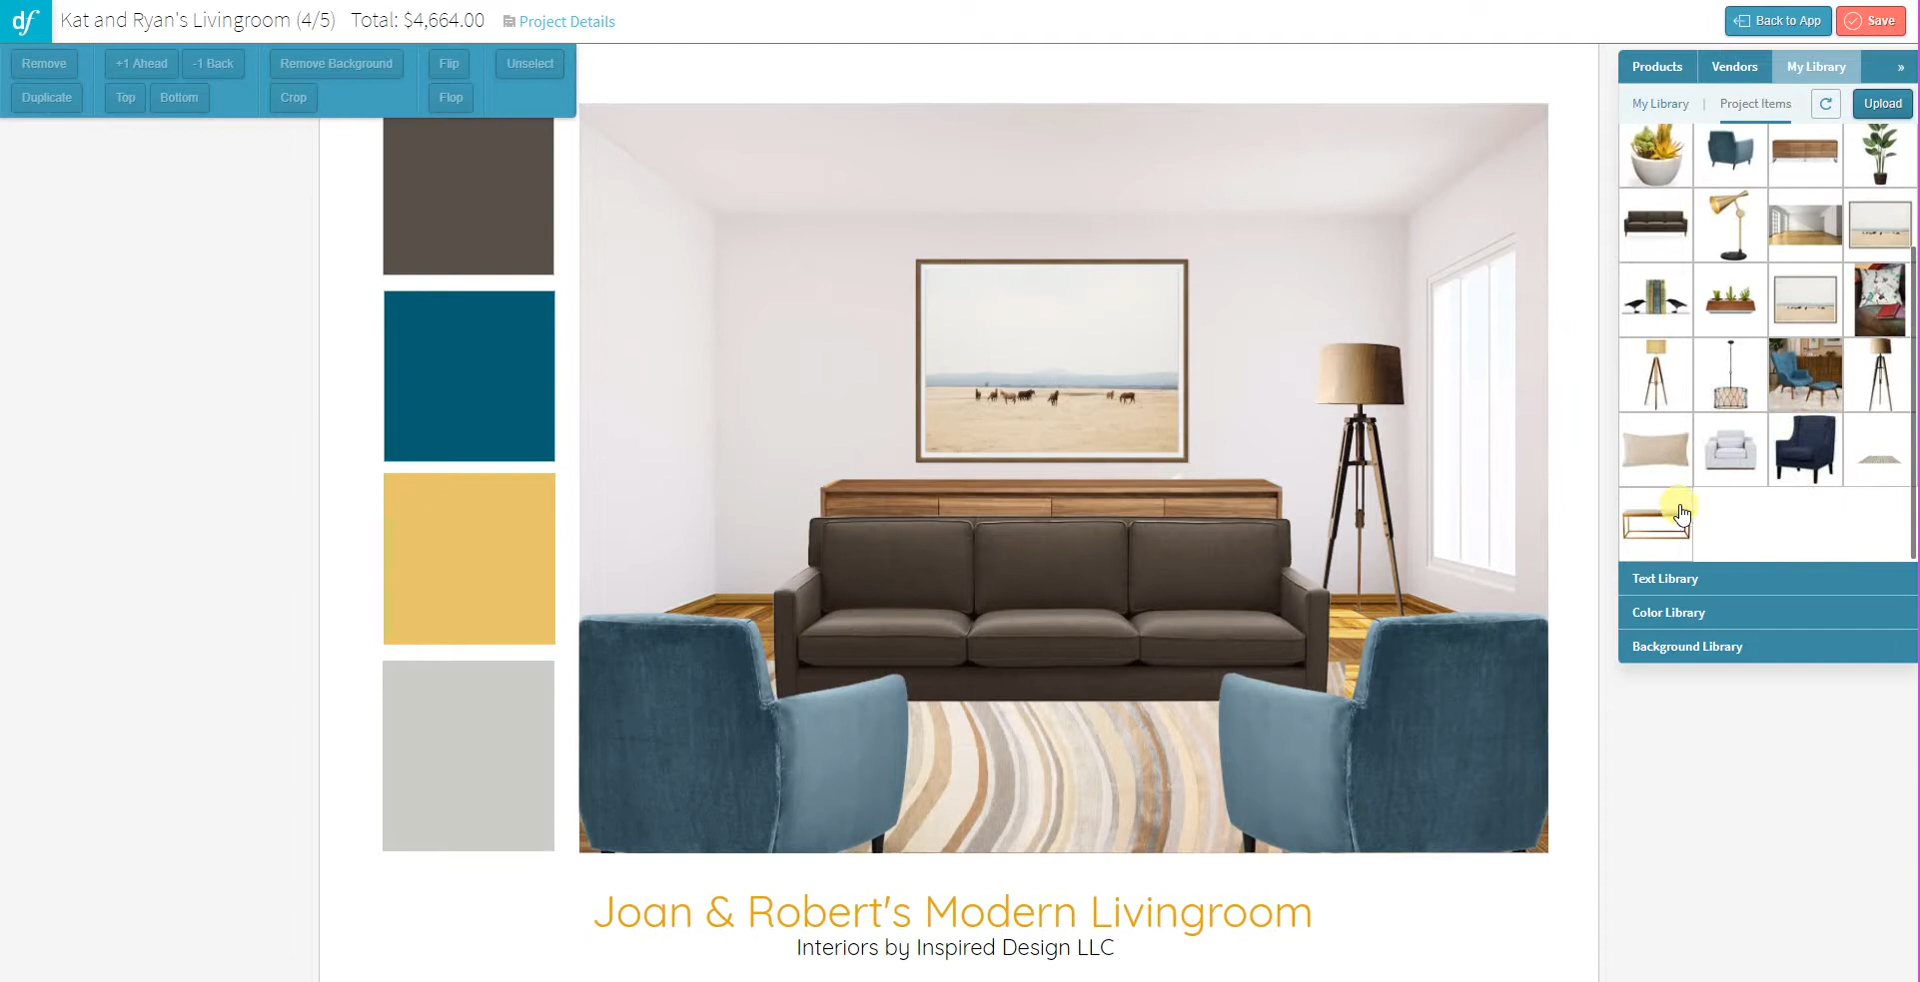 df Kat and Ryan's Livingroom (4/5) Total: $4,664.00 Project Details Back to App Save
Remove +1 Ahead -1 Back Remove Background Flip Unselect
Duplicate Top Bottom Crop Flop
Products Vendors My Library »
My Library | Project Items Upload
Text Library
Color Library
Background Library
Joan & Robert's Modern Livingroom
Interiors by Inspired Design LLC